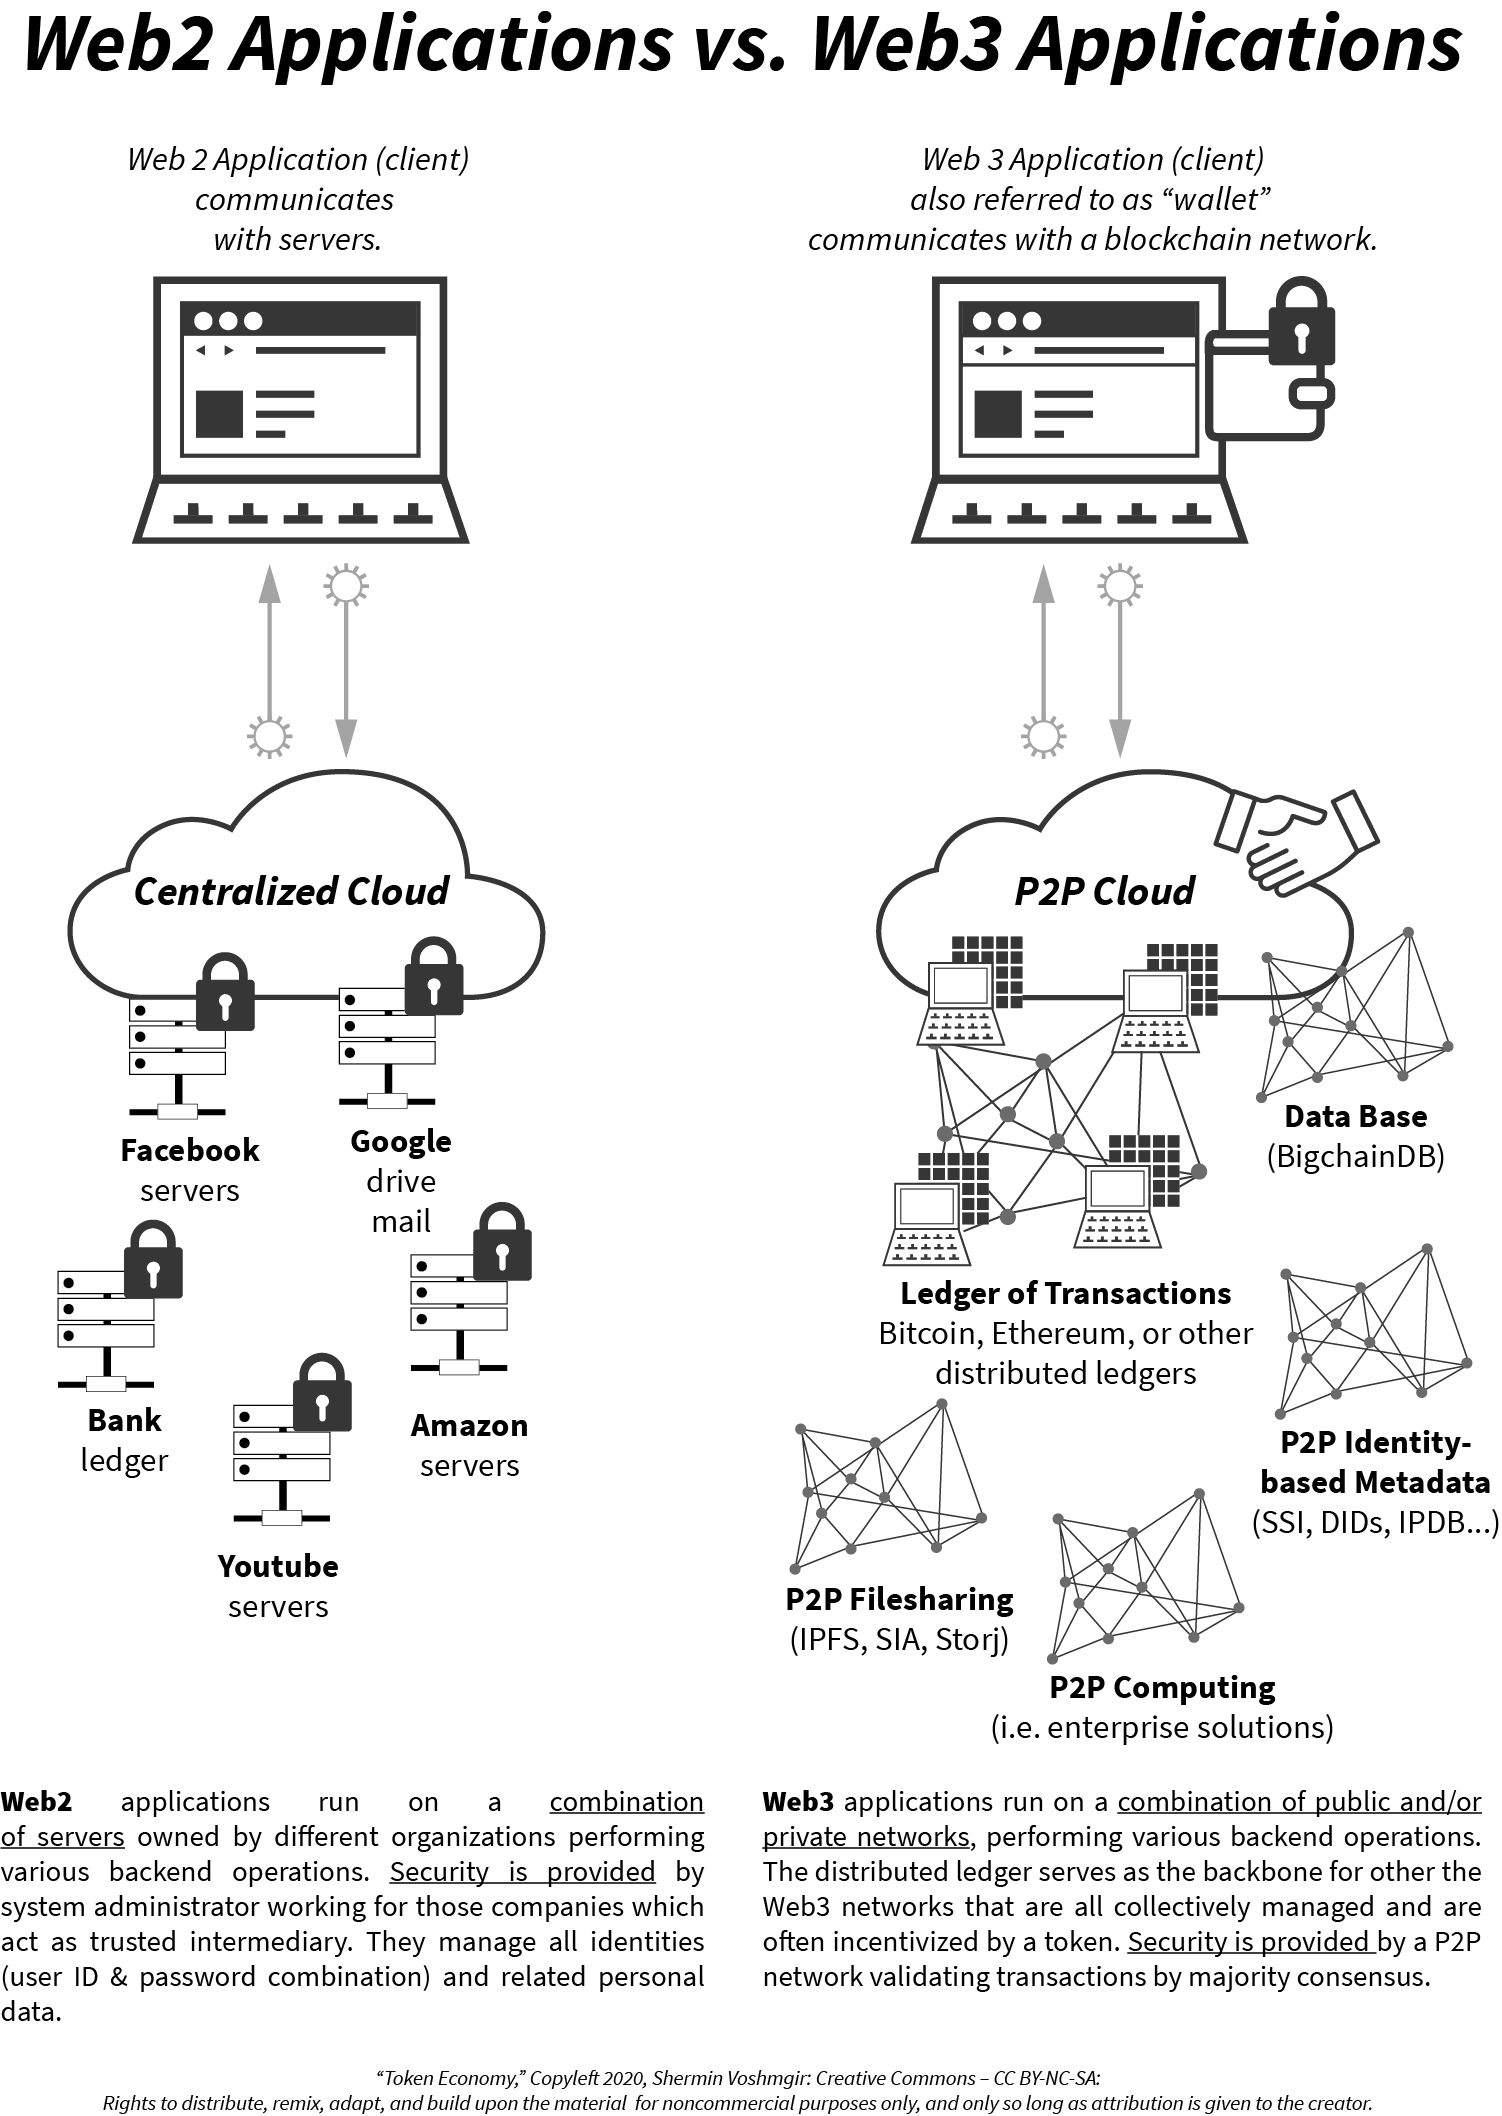 Web2 Applications vs. Web3 Applications
Web 2 Application (client)
communicates
with servers.
Web 3 Application (client)
also referred to as “wallet”
communicates with a blockchain network.
Centralized Cloud
Facebook
servers
Google
drive
mail
Bank
ledger
Amazon
servers
Youtube
servers
P2P Cloud
Data Base
(BigchainDB)
Ledger of Transactions
Bitcoin, Ethereum, or other
distributed ledgers
P2P Identity-
based Metadata
(SSI, DIDs, IPDB...)
P2P Filesharing
(IPFS, SIA, Storj)
P2P Computing
(i.e. enterprise solutions)
Web2 applications run on a combination
of servers owned by different organizations performing
various backend operations. Security is provided by
system administrator working for those companies which
act as trusted intermediary. They manage all identities
(user ID & password combination) and related personal
data.
Web3 applications run on a combination of public and/or
private networks, performing various backend operations.
The distributed ledger serves as the backbone for other the
Web3 networks that are all collectively managed and are
often incentivized by a token. Security is provided by a P2P
network validating transactions by majority consensus.
“Token Economy,” Copyleft 2020, Shermin Voshmgir: Creative Commons – CC BY-NC-SA:
Rights to distribute, remix, adapt, and build upon the material for noncommercial purposes only, and only so long as attribution is given to the creator.